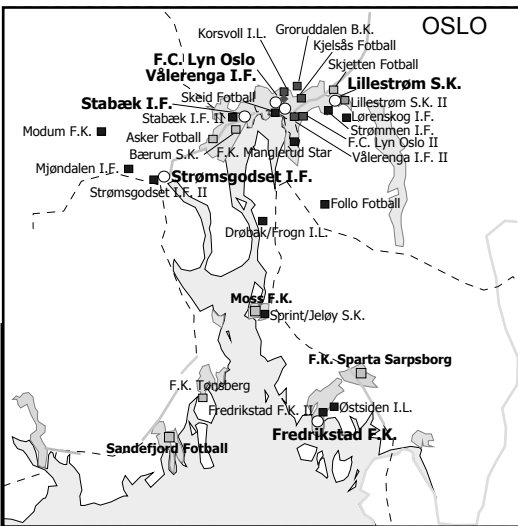 OSLO
Korsvoll I.L.
Groruddalen B.K.
Kjelsås Fotball
F.C. Lyn Oslo
Vålerenga I.F.
Skjetten Fotball
Lillestrøm S.K.
Skeid Fotball
Stabæk I.F.
Lillestrøm S.K. II
Stabæk I.F. II
Lørenskog I.F.
Strømmen I.F.
Modum F.K.
Asker Fotball
F.C. Lyn Oslo II
Bærum S.K.
F.K. Manglerud Star
Vålerenga I.F. II
Mjøndalen I.F.
Strømsgodset I.F.
Strømsgodset I.F. II
Follo Fotball
Drøbak/Frogn I.L.
Moss F.K.
Sprint/Jeløy S.K.
F.K. Sparta Sarpsborg
F.K. Tønsberg
Fredrikstad F.K. II
Østsiden I.L.
Fredrikstad F.K.
Sandefjord Fotball